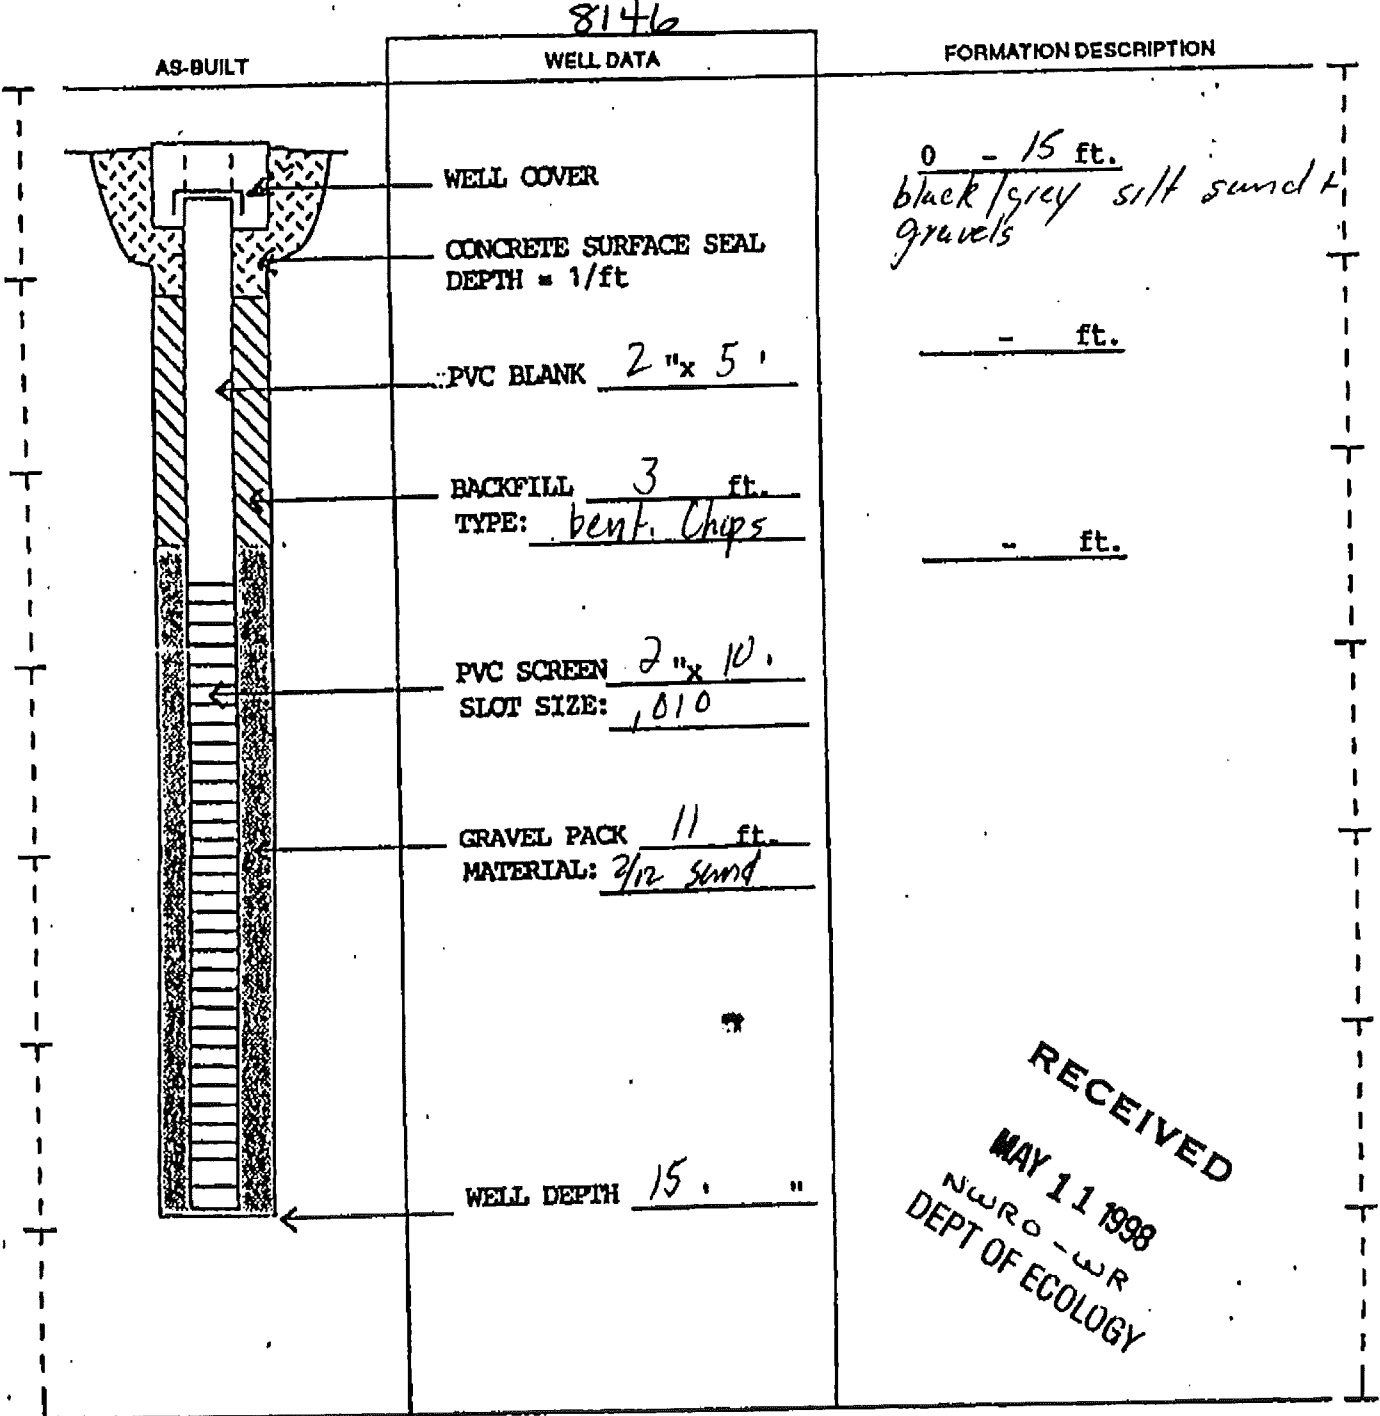 8146
AS-BUILT
WELL DATA
FORMATION DESCRIPTION
WELL COVER
CONCRETE SURFACE SEAL
DEPTH = 1/ft
PVC BLANK 2 "x 5 '
BACKFILL 3 ft.
TYPE: bent. Chips
PVC SCREEN 2 "x 10 '
SLOT SIZE: .010
GRAVEL PACK 11 ft.
MATERIAL: 2/12 sand
WELL DEPTH 15 ' "
0 - 15 ft.
black/grey silt sand +
gravels
- ft.
- ft.
RECEIVED
MAY 11 1998
NWRO-WR
DEPT OF ECOLOGY